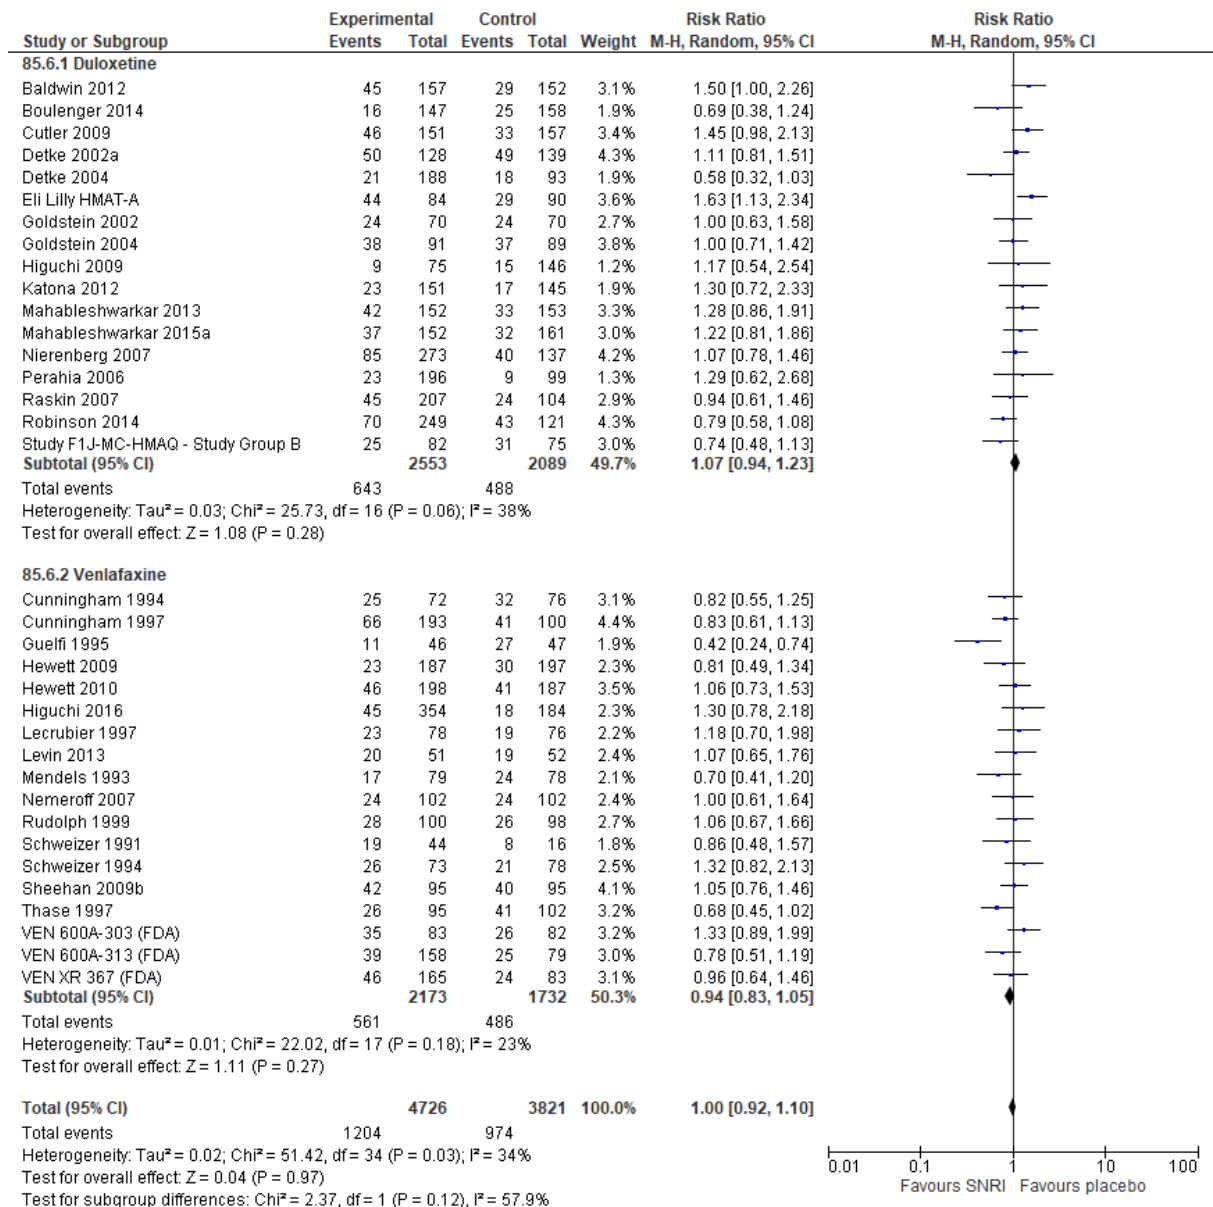 Experimental Control Risk Ratio Risk Ratio
Study or Subgroup Events Total Events Total Weight M-H, Random, 95% CI M-H, Random, 95% CI
85.6.1 Duloxetine
Baldwin 2012 45 157 29 152 3.1% 1.50 [1.00, 2.26]
Boulenger 2014 16 147 25 158 1.9% 0.69 [0.38, 1.24]
Cutler 2009 46 151 33 157 3.4% 1.45 [0.98, 2.13]
Detke 2002a 50 128 49 139 4.3% 1.11 [0.81, 1.51]
Detke 2004 21 188 18 93 1.9% 0.58 [0.32, 1.03]
Eli Lilly HMAT-A 44 84 29 90 3.6% 1.63 [1.13, 2.34]
Goldstein 2002 24 70 24 70 2.7% 1.00 [0.63, 1.58]
Goldstein 2004 38 91 37 89 3.8% 1.00 [0.71, 1.42]
Higuchi 2009 9 75 15 146 1.2% 1.17 [0.54, 2.54]
Katona 2012 23 151 17 145 1.9% 1.30 [0.72, 2.33]
Mahableshwarkar 2013 42 152 33 153 3.3% 1.28 [0.86, 1.91]
Mahableshwarkar 2015a 37 152 32 161 3.0% 1.22 [0.81, 1.86]
Nierenberg 2007 85 273 40 137 4.2% 1.07 [0.78, 1.46]
Perahia 2006 23 196 9 99 1.3% 1.29 [0.62, 2.68]
Raskin 2007 45 207 24 104 2.9% 0.94 [0.61, 1.46]
Robinson 2014 70 249 43 121 4.3% 0.79 [0.58, 1.08]
Study F1J-MC-HMAQ - Study Group B 25 82 31 75 3.0% 0.74 [0.48, 1.13]
Subtotal (95% CI) 2553 2089 49.7% 1.07 [0.94, 1.23]
Total events 643 488
Heterogeneity: Tau² = 0.03; Chi² = 25.73, df = 16 (P = 0.06); I² = 38%
Test for overall effect: Z = 1.08 (P = 0.28)
85.6.2 Venlafaxine
Cunningham 1994 25 72 32 76 3.1% 0.82 [0.55, 1.25]
Cunningham 1997 66 193 41 100 4.4% 0.83 [0.61, 1.13]
Guelfi 1995 11 46 27 47 1.9% 0.42 [0.24, 0.74]
Hewett 2009 23 187 30 197 2.3% 0.81 [0.49, 1.34]
Hewett 2010 46 198 41 187 3.5% 1.06 [0.73, 1.53]
Higuchi 2016 45 354 18 184 2.3% 1.30 [0.78, 2.18]
Lecrubier 1997 23 78 19 76 2.2% 1.18 [0.70, 1.98]
Levin 2013 20 51 19 52 2.4% 1.07 [0.65, 1.76]
Mendels 1993 17 79 24 78 2.1% 0.70 [0.41, 1.20]
Nemeroff 2007 24 102 24 102 2.4% 1.00 [0.61, 1.64]
Rudolph 1999 28 100 26 98 2.7% 1.06 [0.67, 1.66]
Schweizer 1991 19 44 8 16 1.8% 0.86 [0.48, 1.57]
Schweizer 1994 26 73 21 78 2.5% 1.32 [0.82, 2.13]
Sheehan 2009b 42 95 40 95 4.1% 1.05 [0.76, 1.46]
Thase 1997 26 95 41 102 3.2% 0.68 [0.45, 1.02]
VEN 600A-303 (FDA) 35 83 26 82 3.2% 1.33 [0.89, 1.99]
VEN 600A-313 (FDA) 39 158 25 79 3.0% 0.78 [0.51, 1.19]
VEN XR 367 (FDA) 46 165 24 83 3.1% 0.96 [0.64, 1.46]
Subtotal (95% CI) 2173 1732 50.3% 0.94 [0.83, 1.05]
Total events 561 486
Heterogeneity: Tau² = 0.01; Chi² = 22.02, df = 17 (P = 0.18); I² = 23%
Test for overall effect: Z = 1.11 (P = 0.27)
Total (95% CI) 4726 3821 100.0% 1.00 [0.92, 1.10]
Total events 1204 974
Heterogeneity: Tau² = 0.02; Chi² = 51.42, df = 34 (P = 0.03); I² = 34%
Test for overall effect: Z = 0.04 (P = 0.97)
Test for subgroup differences: Chi² = 2.37, df = 1 (P = 0.12), I² = 57.9%
0.01 0.1 1 10 100
Favours SNRI Favours placebo